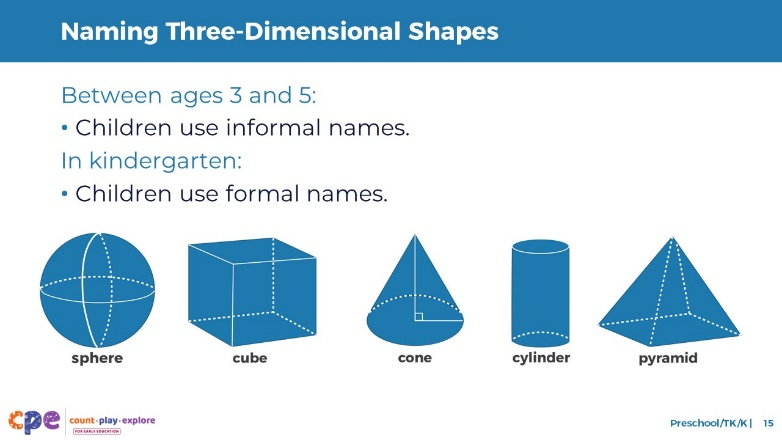 Naming Three-Dimensional Shapes
Between ages 3 and 5:
• Children use informal names.
In kindergarten:
• Children use formal names.
sphere cube cone cylinder pyramid
cpe count·play·explore
FOR EARLY EDUCATION
Preschool/TK/K | 15